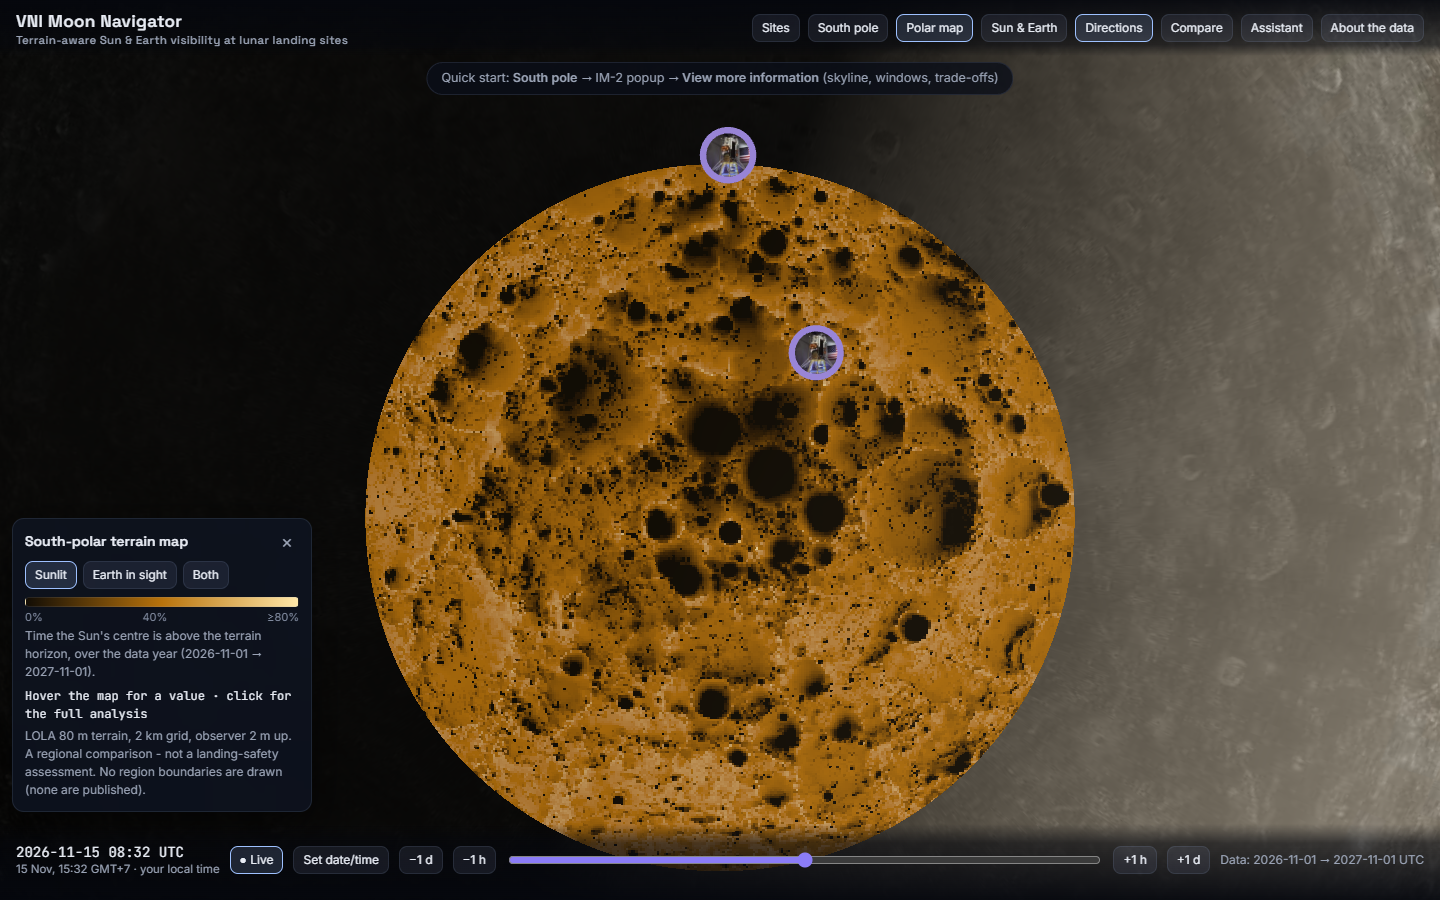 VNI Moon Navigator
Terrain-aware Sun & Earth visibility at lunar landing sites
Sites
South pole
Polar map
Sun & Earth
Directions
Compare
Assistant
About the data
Quick start: South pole → IM-2 popup → View more information (skyline, windows, trade-offs)
South-polar terrain map
×
Sunlit
Earth in sight
Both
0%
40%
≥80%
Time the Sun's centre is above the terrain
horizon, over the data year (2026-11-01 →
2027-11-01).
Hover the map for a value · click for
the full analysis
LOLA 80 m terrain, 2 km grid, observer 2 m up.
A regional comparison - not a landing-safety
assessment. No region boundaries are drawn
(none are published).
2026-11-15 08:32 UTC
15 Nov, 15:32 GMT+7 · your local time
● Live
Set date/time
−1 d
−1 h
+1 h
+1 d
Data: 2026-11-01 → 2027-11-01 UTC